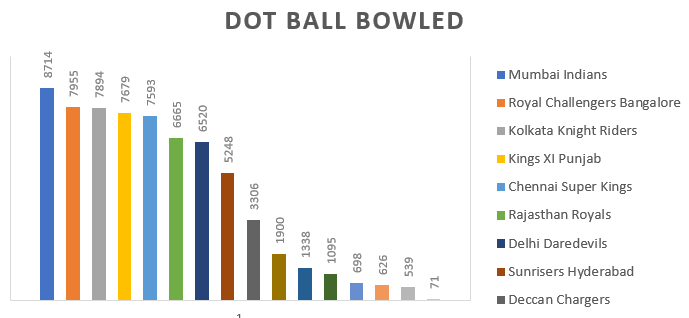 DOT BALL BOWLED
8714
7955
7894
7679
7593
6665
6520
5248
3306
1900
1338
1095
698
626
539
71
1
Mumbai Indians
Royal Challengers Bangalore
Kolkata Knight Riders
Kings XI Punjab
Chennai Super Kings
Rajasthan Royals
Delhi Daredevils
Sunrisers Hyderabad
Deccan Chargers